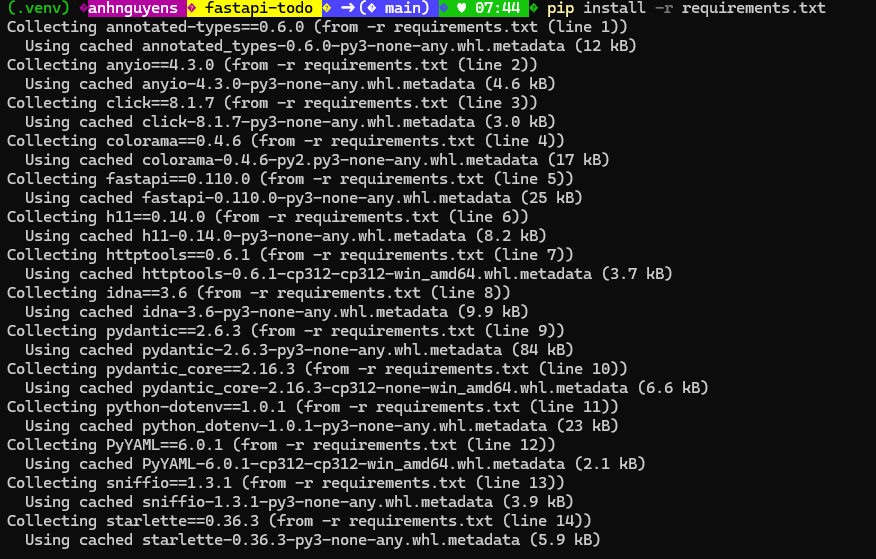 (.venv) �anhnguyens � fastapi-todo � →(� main) � ♥ 07:44 � pip install -r requirements.txt
Collecting annotated-types==0.6.0 (from -r requirements.txt (line 1))
  Using cached annotated_types-0.6.0-py3-none-any.whl.metadata (12 kB)
Collecting anyio==4.3.0 (from -r requirements.txt (line 2))
  Using cached anyio-4.3.0-py3-none-any.whl.metadata (4.6 kB)
Collecting click==8.1.7 (from -r requirements.txt (line 3))
  Using cached click-8.1.7-py3-none-any.whl.metadata (3.0 kB)
Collecting colorama==0.4.6 (from -r requirements.txt (line 4))
  Using cached colorama-0.4.6-py2.py3-none-any.whl.metadata (17 kB)
Collecting fastapi==0.110.0 (from -r requirements.txt (line 5))
  Using cached fastapi-0.110.0-py3-none-any.whl.metadata (25 kB)
Collecting h11==0.14.0 (from -r requirements.txt (line 6))
  Using cached h11-0.14.0-py3-none-any.whl.metadata (8.2 kB)
Collecting httptools==0.6.1 (from -r requirements.txt (line 7))
  Using cached httptools-0.6.1-cp312-cp312-win_amd64.whl.metadata (3.7 kB)
Collecting idna==3.6 (from -r requirements.txt (line 8))
  Using cached idna-3.6-py3-none-any.whl.metadata (9.9 kB)
Collecting pydantic==2.6.3 (from -r requirements.txt (line 9))
  Using cached pydantic-2.6.3-py3-none-any.whl.metadata (84 kB)
Collecting pydantic_core==2.16.3 (from -r requirements.txt (line 10))
  Using cached pydantic_core-2.16.3-cp312-none-win_amd64.whl.metadata (6.6 kB)
Collecting python-dotenv==1.0.1 (from -r requirements.txt (line 11))
  Using cached python_dotenv-1.0.1-py3-none-any.whl.metadata (23 kB)
Collecting PyYAML==6.0.1 (from -r requirements.txt (line 12))
  Using cached PyYAML-6.0.1-cp312-cp312-win_amd64.whl.metadata (2.1 kB)
Collecting sniffio==1.3.1 (from -r requirements.txt (line 13))
  Using cached sniffio-1.3.1-py3-none-any.whl.metadata (3.9 kB)
Collecting starlette==0.36.3 (from -r requirements.txt (line 14))
  Using cached starlette-0.36.3-py3-none-any.whl.metadata (5.9 kB)